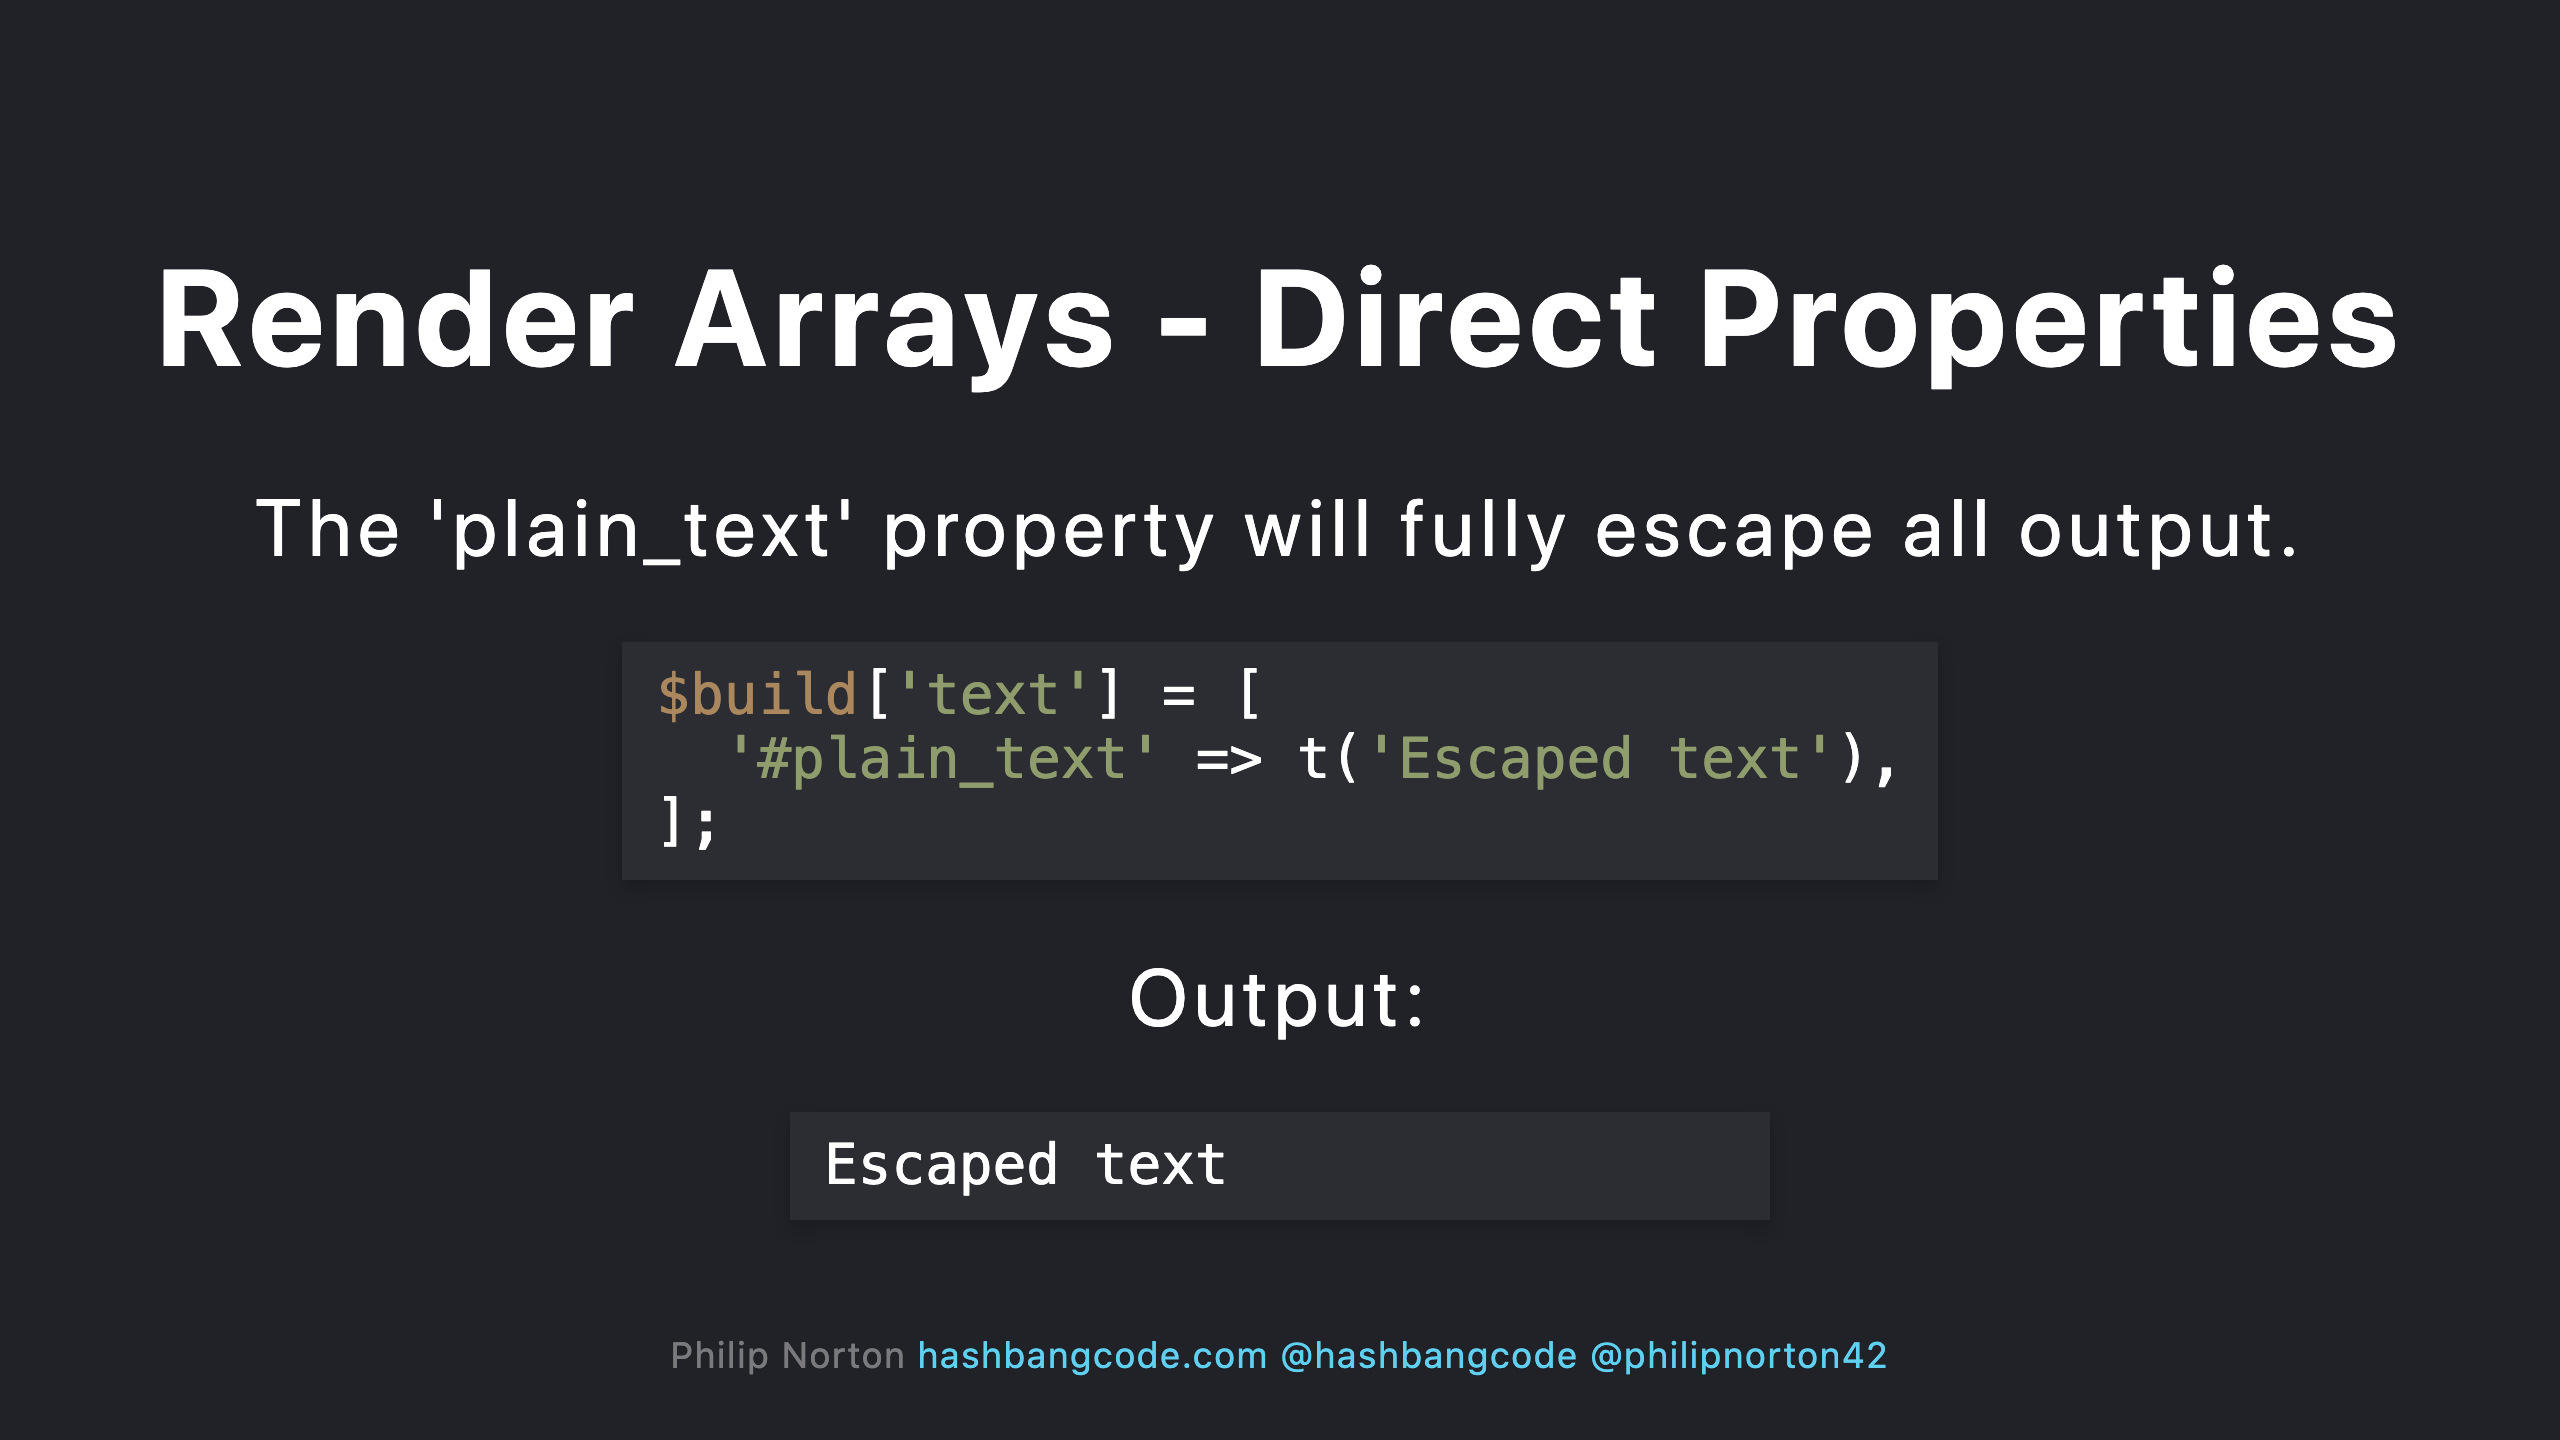 Render Arrays - Direct Properties
The 'plain_text' property will fully escape all output.
$build['text'] = [
  '#plain_text' => t('Escaped text'),
];
Output:
Escaped text
Philip Norton hashbangcode.com @hashbangcode @philipnorton42